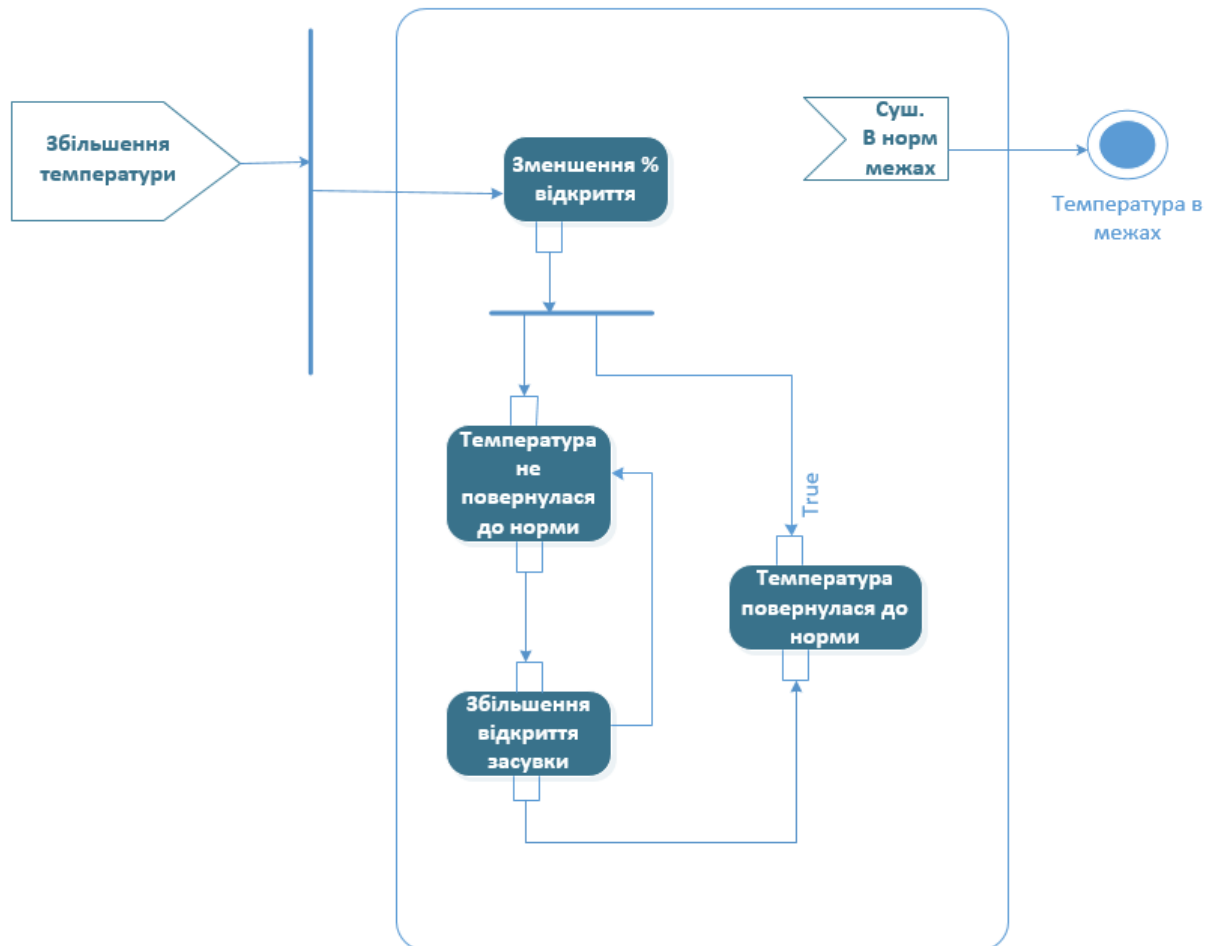 Збільшення
температури
Зменшення %
відкриття
Суш.
В норм
межах
Температура в
межах
Температура
не
повернулася
до норми
True
Температура
повернулася до
норми
Збільшення
відкриття
засувки